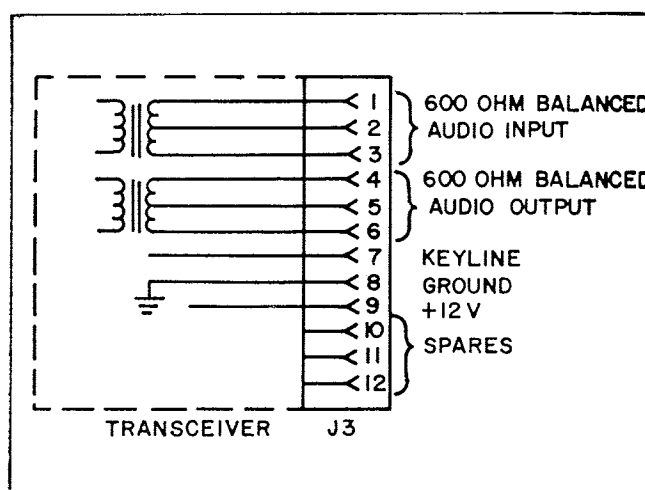 1
2
3
600 OHM BALANCED
AUDIO INPUT
4
5
6
600 OHM BALANCED
AUDIO OUTPUT
7 KEYLINE
8 GROUND
9 +12V
10
11
12
SPARES
TRANSCEIVER J3